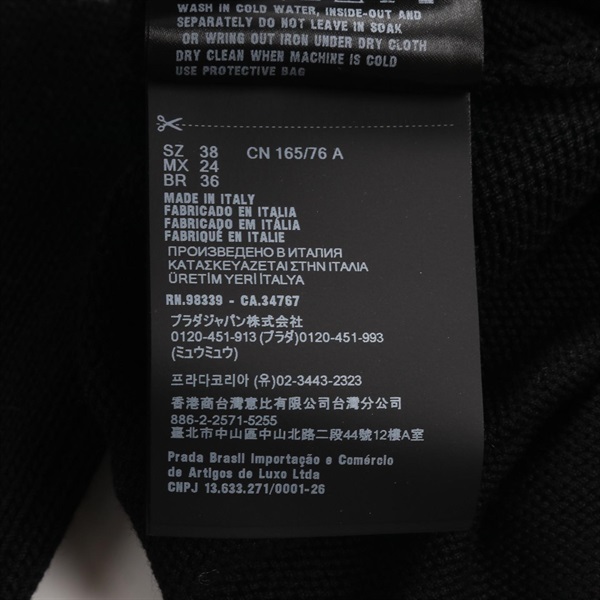 WASH IN COLD WATER, INSIDE-OUT AND
SEPARATELY DO NOT LEAVE IN SOAK
OR WRING OUT IRON UNDER DRY CLOTH
DRY CLEAN WHEN MACHINE IS COLD
USE PROTECTIVE BAG
SZ 38 CN 165/76 A
MX 24
BR 36
MADE IN ITALY
FABRICADO EN ITALIA
FABRICADO EM ITÁLIA
FABRIQUÉ EN ITALIE
ПРОИЗВЕДЕНО В ИТАЛИЯ
ΚΑΤΑΣΚΕΥΑΖΕΤΑΙ ΣΤΗΝ ΙΤΑΛΙΑ
ÜRETİM YERİ İTALYA
RN.98339 - CA.34767
プラダジャパン株式会社
0120-451-913 (プラダ)0120-451-993
(ミュウミュウ)
프라다코리아 (유)02-3443-2323
香港商台灣惠比有限公司台灣分公司
886-2-2571-5255
臺北市中山區中山北路二段44號12樓A室
Prada Brasil Importação e Comércio
de Artigos de Luxo Ltda
CNPJ 13.633.271/0001-26